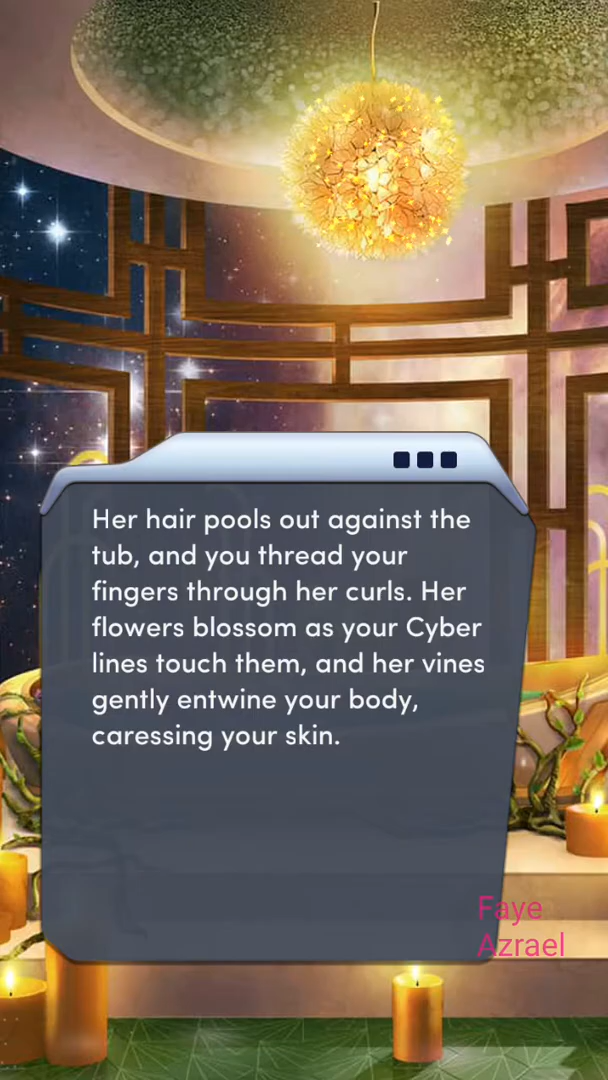 Her hair pools out against the
tub, and you thread your
fingers through her curls. Her
flowers blossom as your Cyber
lines touch them, and her vines
gently entwine your body,
caressing your skin.
Faye
Azrael